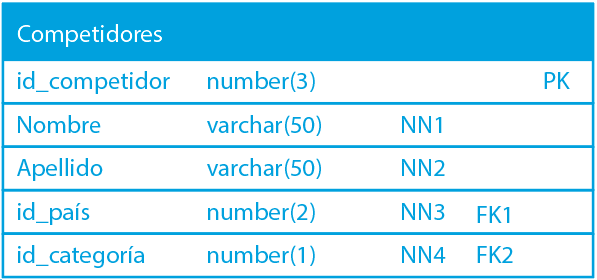 Competidores
id_competidor number(3) PK
Nombre varchar(50) NN1
Apellido varchar(50) NN2
id_país number(2) NN3 FK1
id_categoría number(1) NN4 FK2